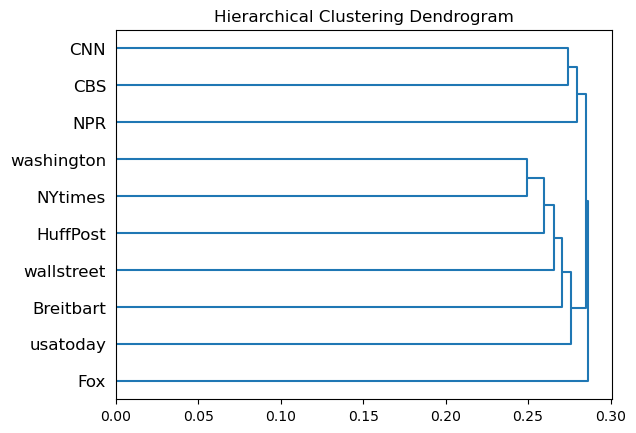 Hierarchical Clustering Dendrogram
CNN
CBS
NPR
washington
NYtimes
HuffPost
wallstreet
Breitbart
usatoday
Fox
0.00 0.05 0.10 0.15 0.20 0.25 0.30